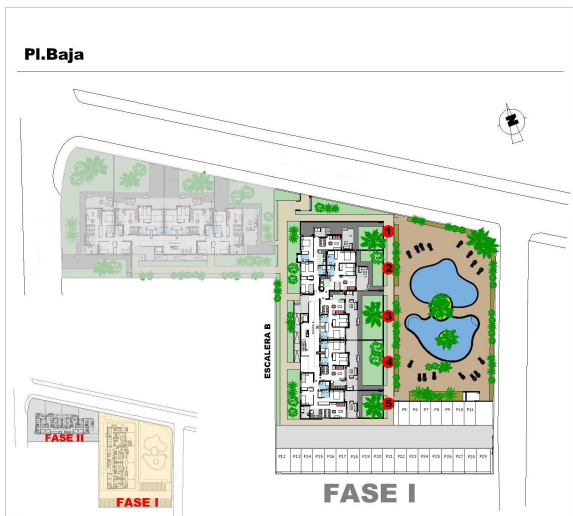 Pl.Baja
N
1
2
3
4
5
ESCALERA B
P5 P6 P7 P8 P9 P10 P11
P12 P13 P14 P15 P16 P17 P18 P19 P20 P21 P22 P23 P24 P25 P26 P27 P28 P29
FASE II
FASE I
FASE I